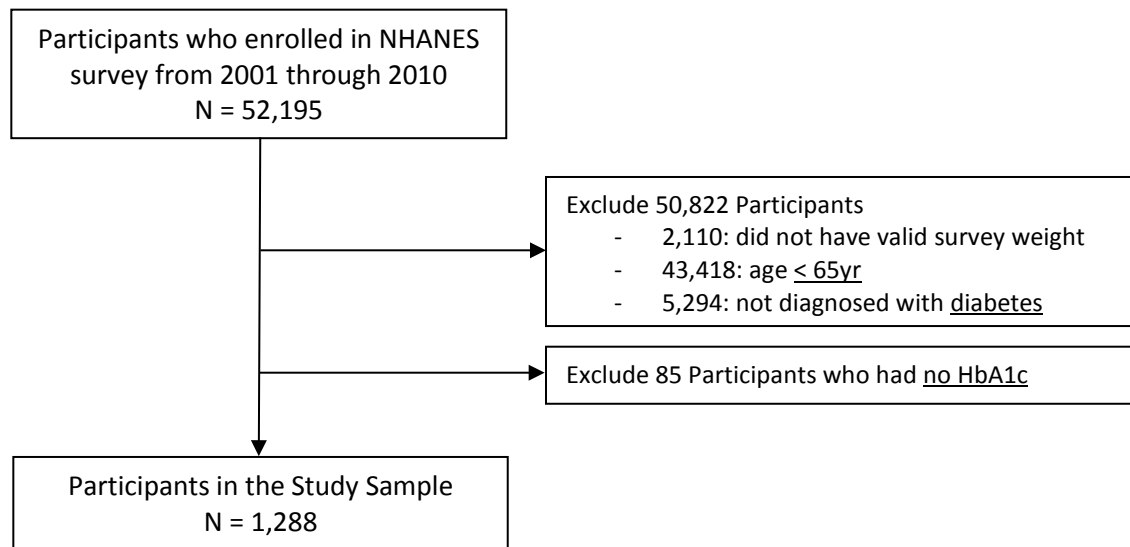 Participants who enrolled in NHANES
survey from 2001 through 2010
N = 52,195
Exclude 50,822 Participants
- 2,110: did not have valid survey weight
- 43,418: age < 65yr
- 5,294: not diagnosed with diabetes
Exclude 85 Participants who had no HbA1c
Participants in the Study Sample
N = 1,288